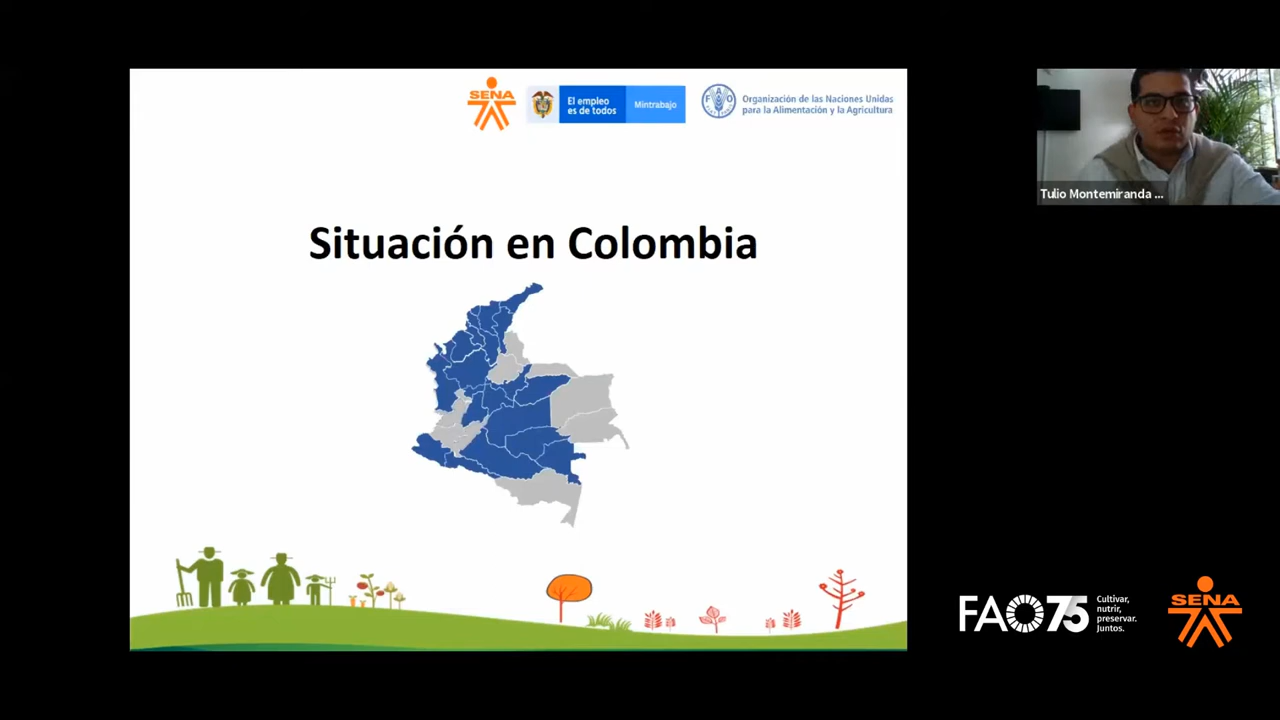 SENA
El empleo
es de todos
Mintrabajo
FAO
Organización de las Naciones Unidas
para la Alimentación y la Agricultura
Situación en Colombia
Tulio Montemiranda ...
FAO75
Cultivar,
nutrir,
preservar.
Juntos.
SENA